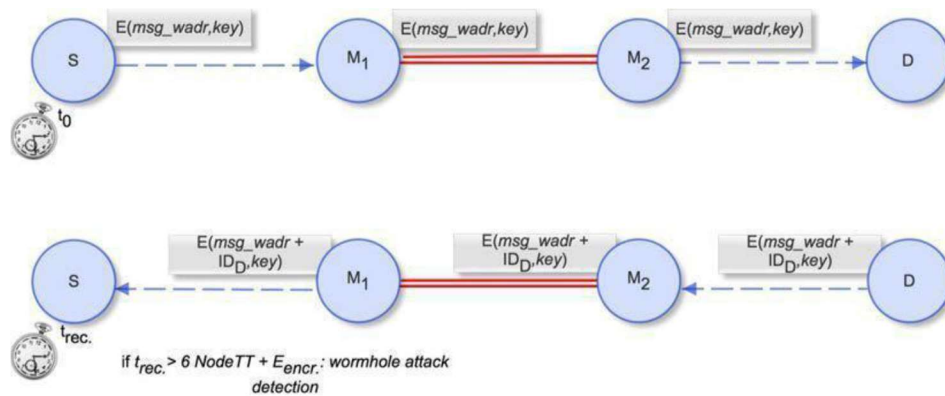 E(msg_wadr,key)
E(msg_wadr,key)
E(msg_wadr,key)
S
M1
M2
D
t0
E(msg_wadr +
IDD,key)
E(msg_wadr +
IDD,key)
E(msg_wadr +
IDD,key)
S
M1
M2
D
trec.
if trec.> 6 NodeTT + Eencr.: wormhole attack
detection